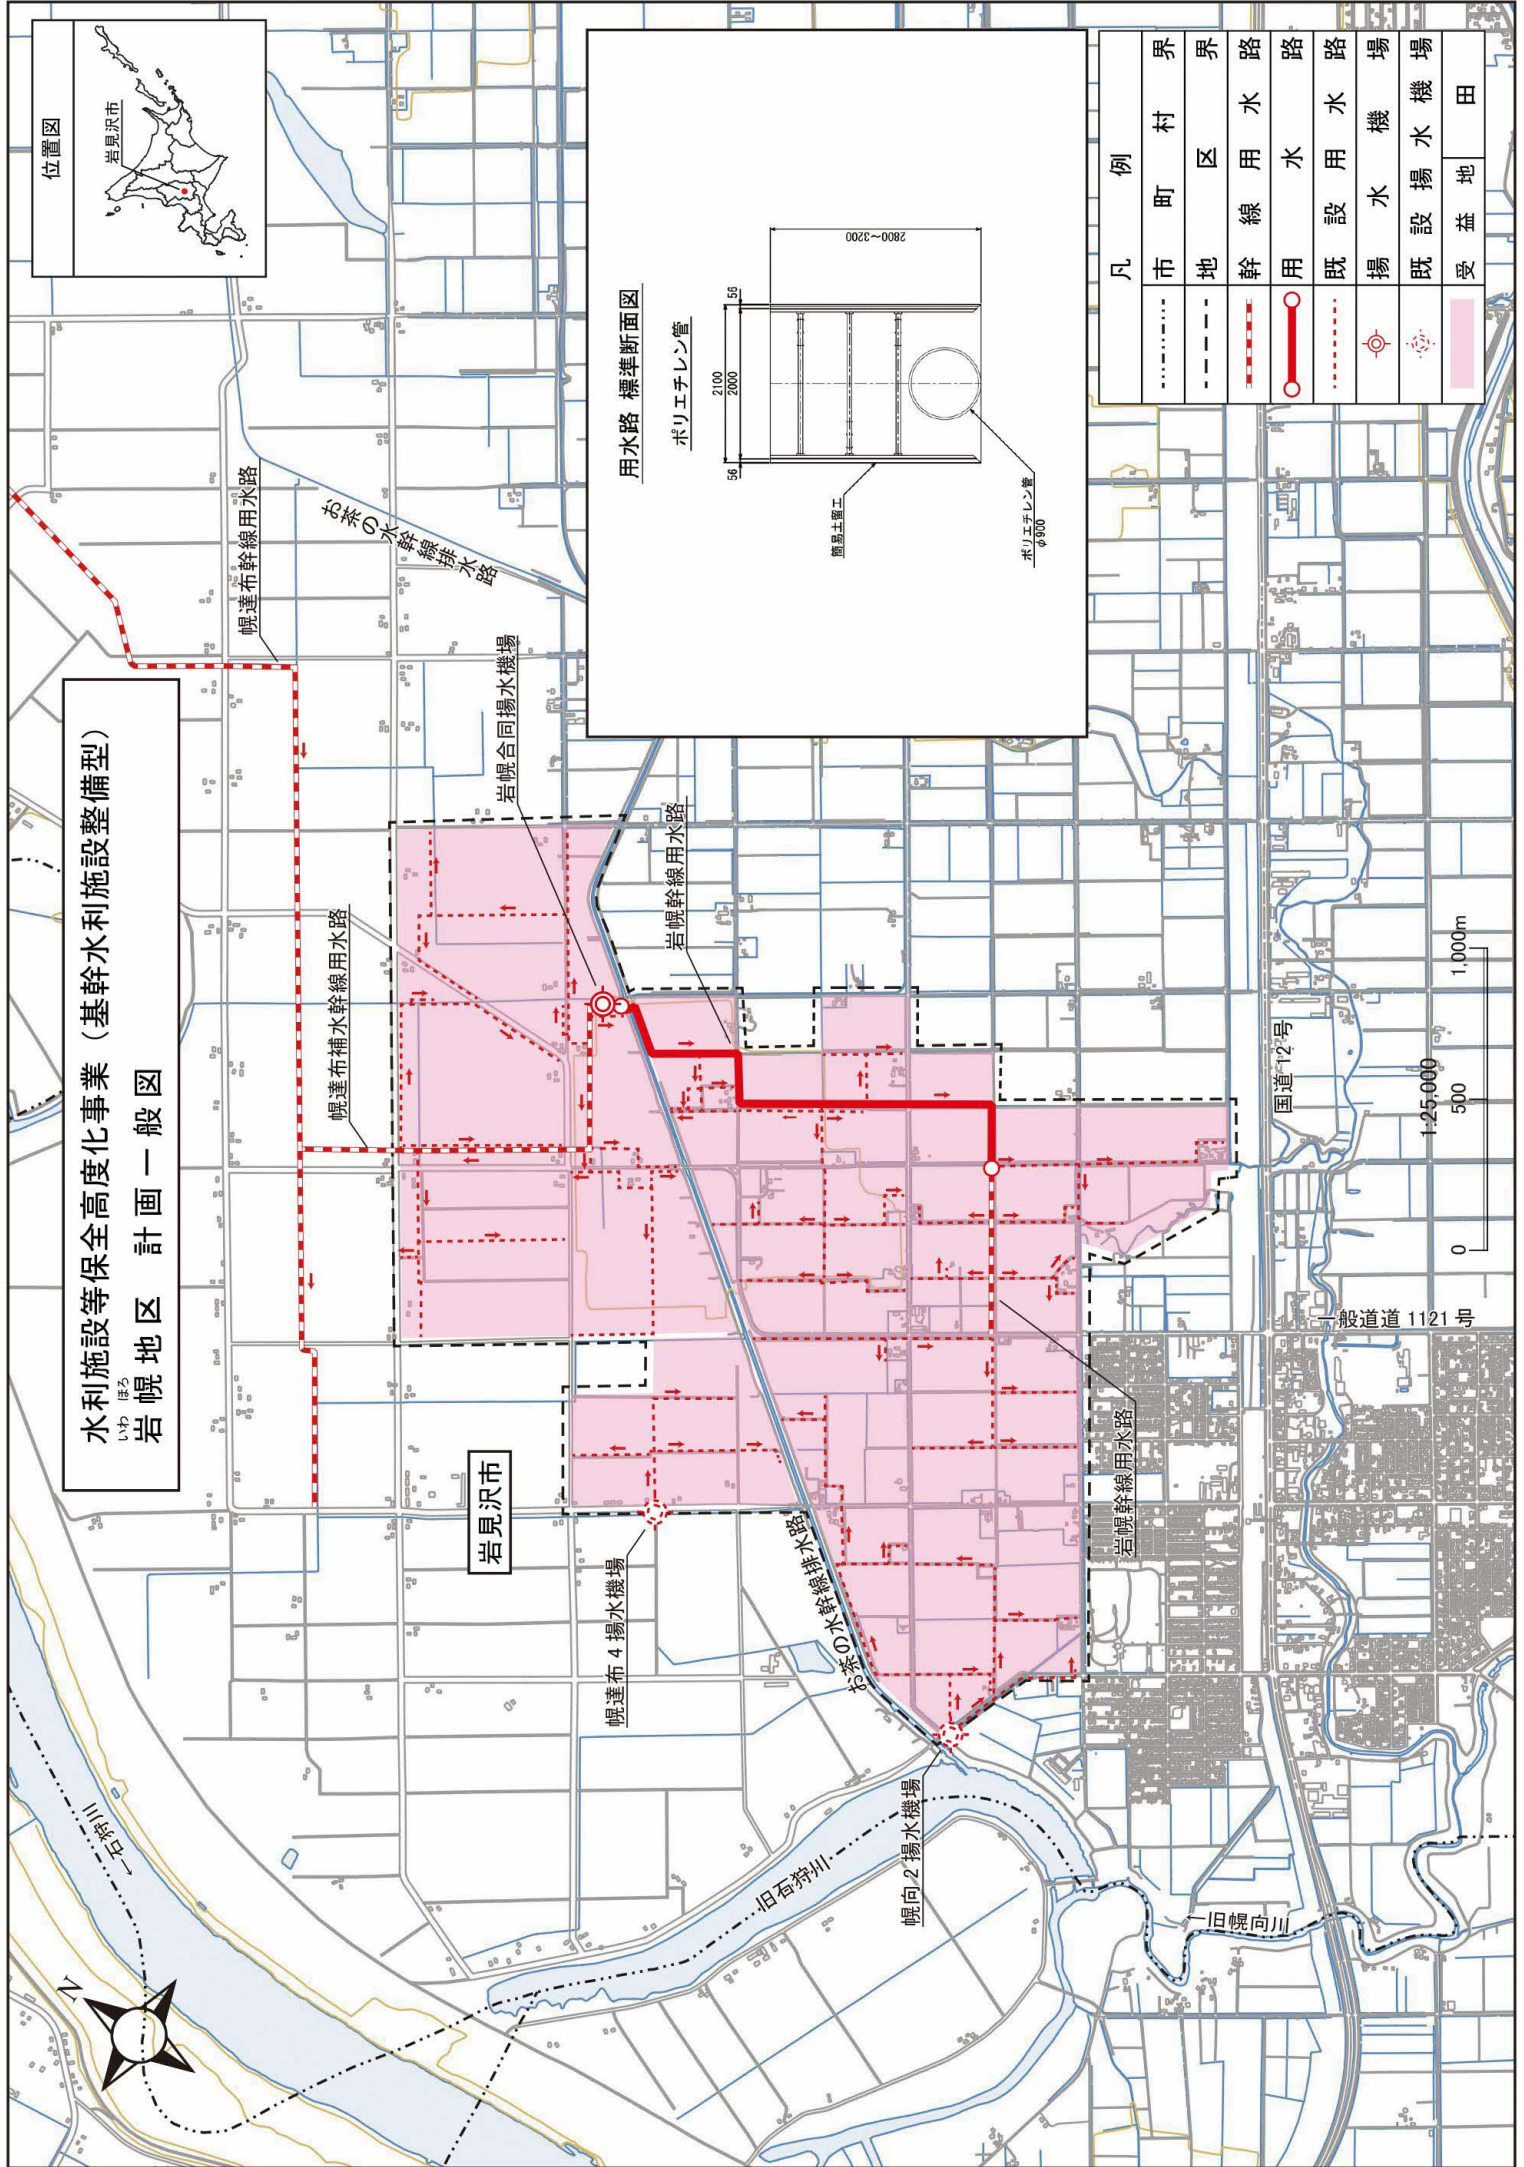 水利施設等保全高度化事業（基幹水利施設整備型）
いわ ほろ
岩幌地区 計画一般図
位置図
岩見沢市
用水路 標準断面図
ポリエチレン管
2100
2000
56
56
2800～3200
簡易土留工
ポリエチレン管
φ900
凡例
市町村界
地区界
幹線用水路
用水路
既設用水路
揚水機場
既設揚水機場
受益地 田
N
←石狩川
旧石狩川
←旧幌向川
岩見沢市
幌達布幹線用水路
お茶の水幹線排水路
幌達布補水幹線用水路
岩幌合同揚水機場
岩幌幹線用水路
幌達布4揚水機場
お茶の水幹線排水路
幌向2揚水機場
岩幌幹線用水路
国道12号
一般道道1121号
1:25,000
0
500
1,000m